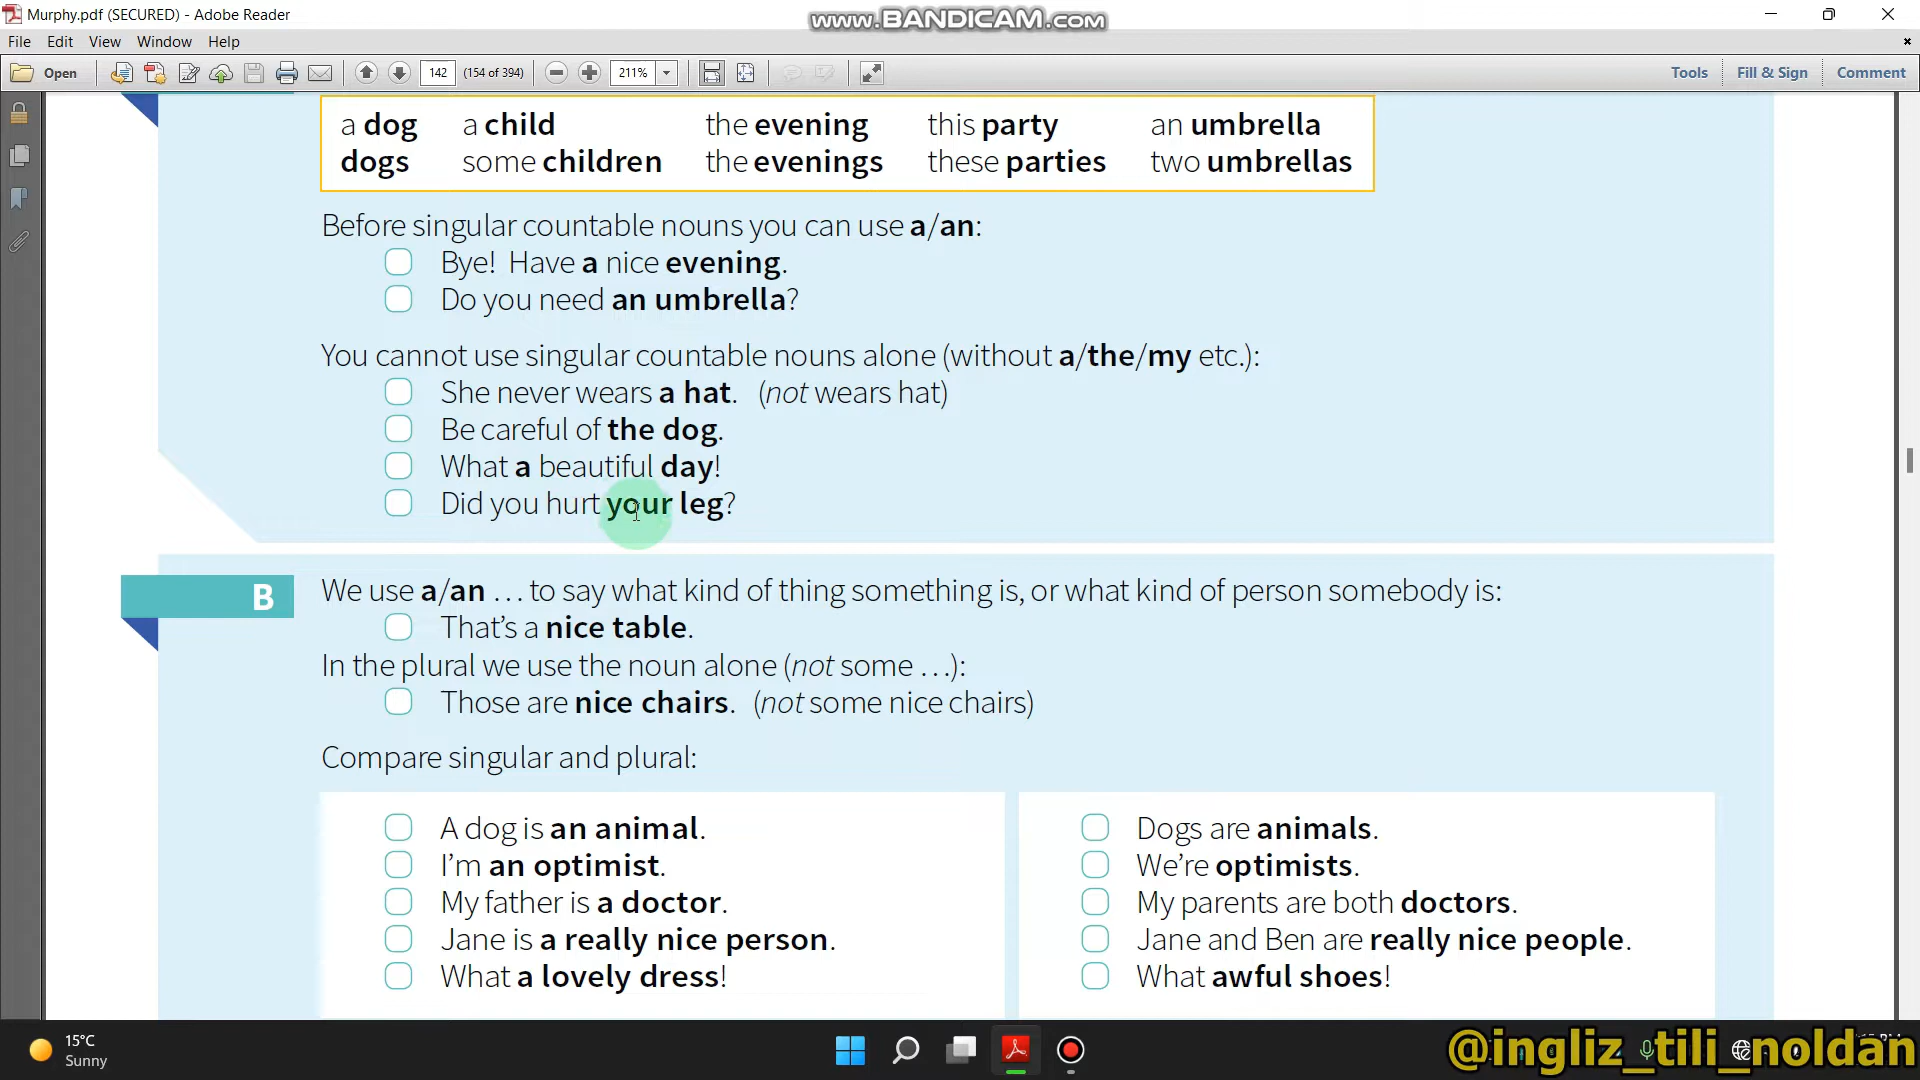 Murphy.pdf (SECURED) - Adobe Reader
www.BANDICAM.com
File Edit View Window Help
Open 142 (154 of 394) 211% Tools Fill & Sign Comment
a dog a child the evening this party an umbrella
dogs some children the evenings these parties two umbrellas
Before singular countable nouns you can use a/an:
Bye! Have a nice evening.
Do you need an umbrella?
You cannot use singular countable nouns alone (without a/the/my etc.):
She never wears a hat. (not wears hat)
Be careful of the dog.
What a beautiful day!
Did you hurt your leg?
B
We use a/an … to say what kind of thing something is, or what kind of person somebody is:
That’s a nice table.
In the plural we use the noun alone (not some …):
Those are nice chairs. (not some nice chairs)
Compare singular and plural:
A dog is an animal.
I’m an optimist.
My father is a doctor.
Jane is a really nice person.
What a lovely dress!
Dogs are animals.
We’re optimists.
My parents are both doctors.
Jane and Ben are really nice people.
What awful shoes!
15°C
Sunny
@ingliz_tili_noldan